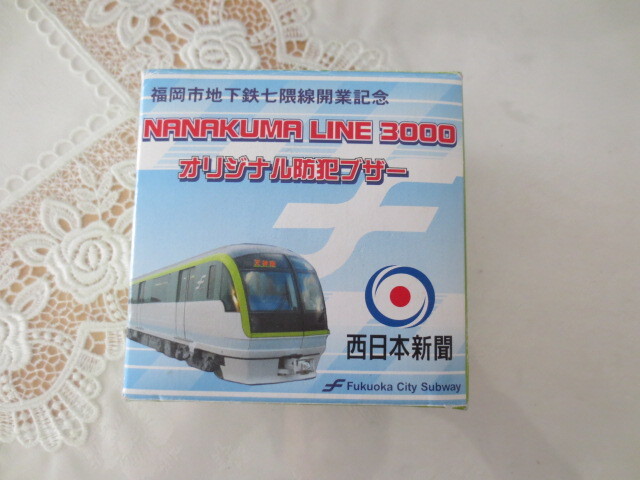 福岡市地下鉄七隈線開業記念
NANAKUMA LINE 3000
オリジナル防犯ブザー
西日本新聞
Fukuoka City Subway